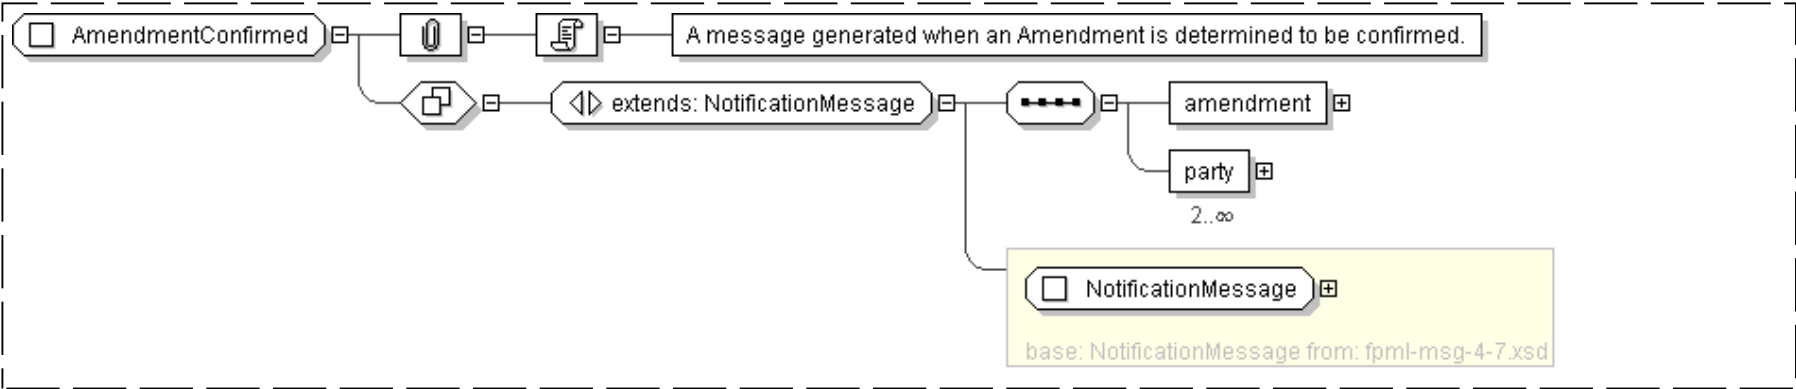 AmendmentConfirmed
A message generated when an Amendment is determined to be confirmed.
extends: NotificationMessage
amendment
party
2..∞
NotificationMessage
base: NotificationMessage from: fpml-msg-4-7.xsd